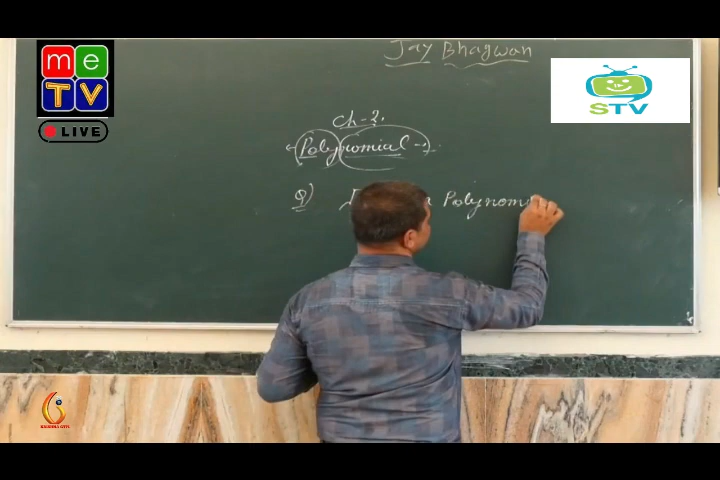 Jay Bhagwan
me
TV
LIVE
STV
Ch-2.
Polynomial
Q) Polynom